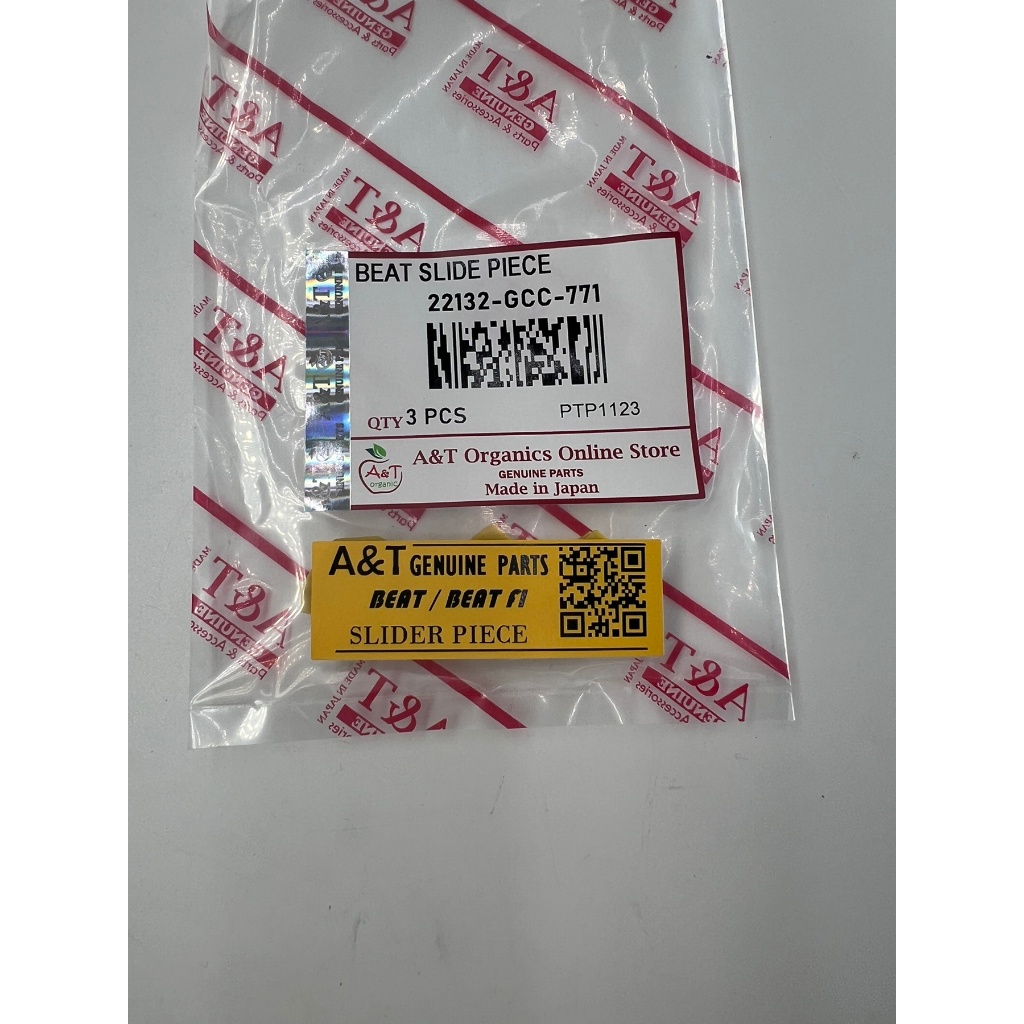 BEAT SLIDE PIECE
22132-GCC-771
QTY 3 PCS
PTP1123
A&T
organic
A&T Organics Online Store
GENUINE PARTS
Made in Japan
A&T GENUINE PARTS
BEAT / BEAT FI
SLIDER PIECE
MADE IN JAPAN
A&T
GENUINE
Parts & Accessories